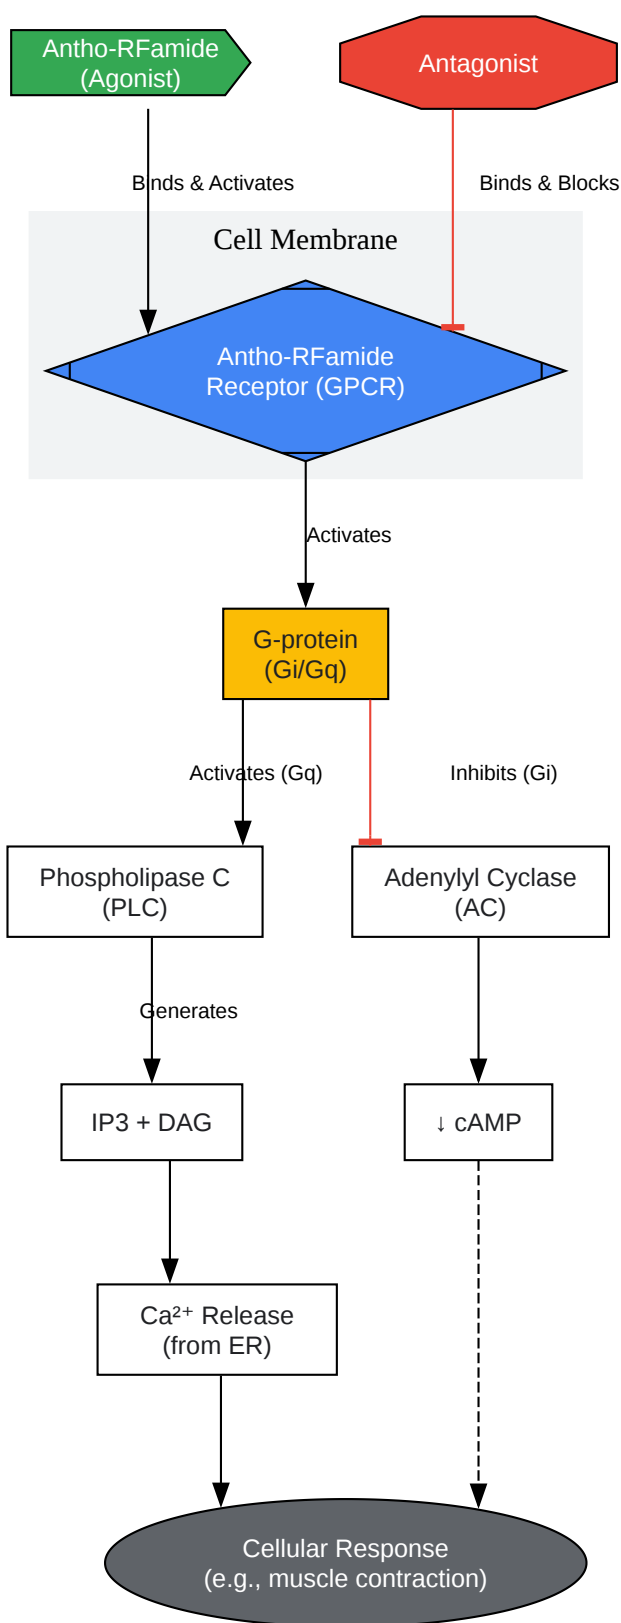 Antho-RFamide
(Agonist)
Antagonist
Binds & Activates
Binds & Blocks
Cell Membrane
Antho-RFamide
Receptor (GPCR)
Activates
G-protein
(Gi/Gq)
Activates (Gq)
Inhibits (Gi)
Phospholipase C
(PLC)
Adenylyl Cyclase
(AC)
Generates
IP3 + DAG
↓ cAMP
Ca²⁺ Release
(from ER)
Cellular Response
(e.g., muscle contraction)